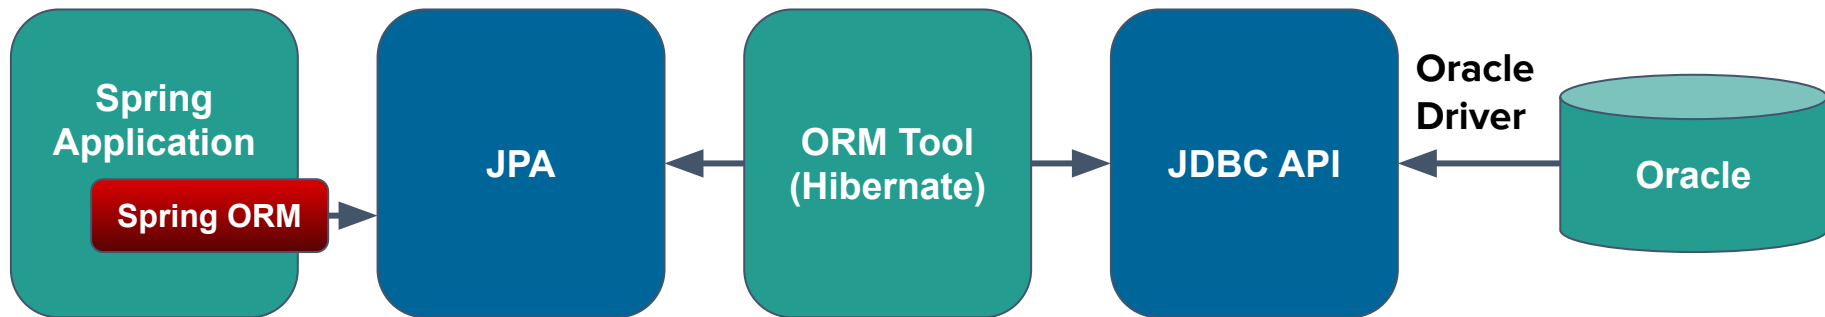 Spring
Application
Spring ORM
JPA
ORM Tool
(Hibernate)
JDBC API
Oracle
Driver
Oracle